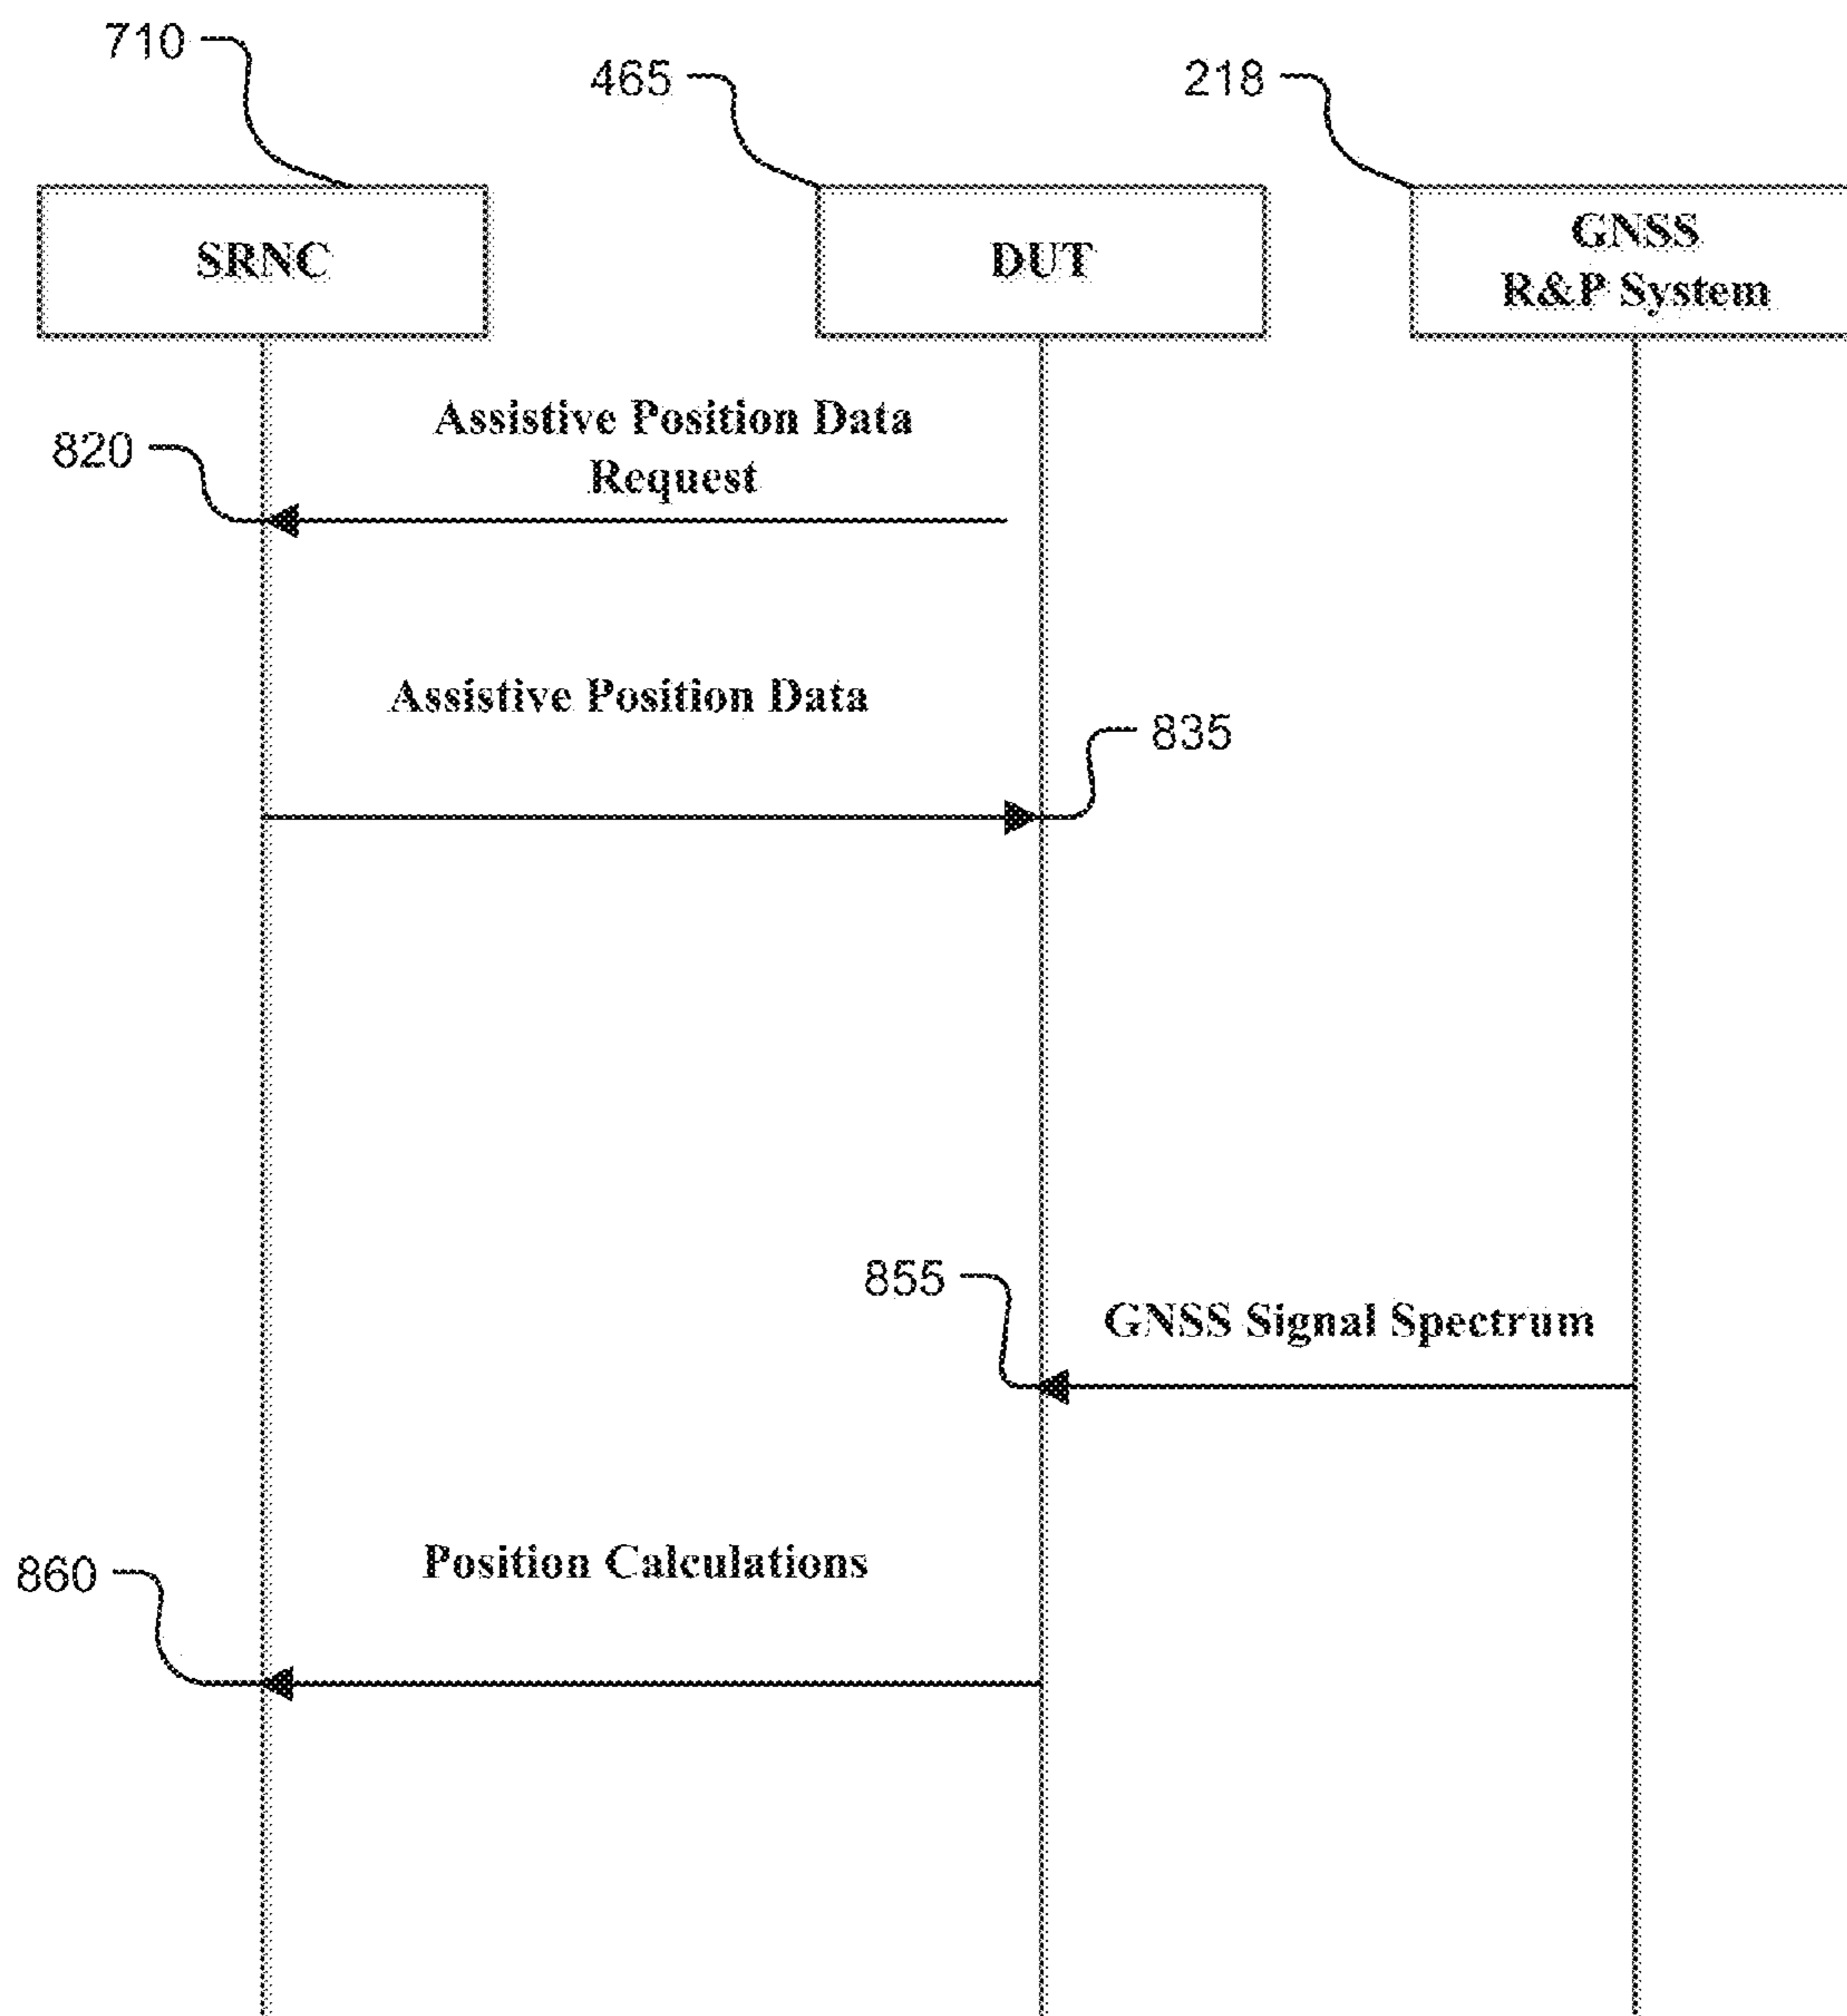 710
465
218
SRNC
DUT
GNSS
R&P System
Assistive Position Data
Request
820
Assistive Position Data
835
855
GNSS Signal Spectrum
Position Calculations
860